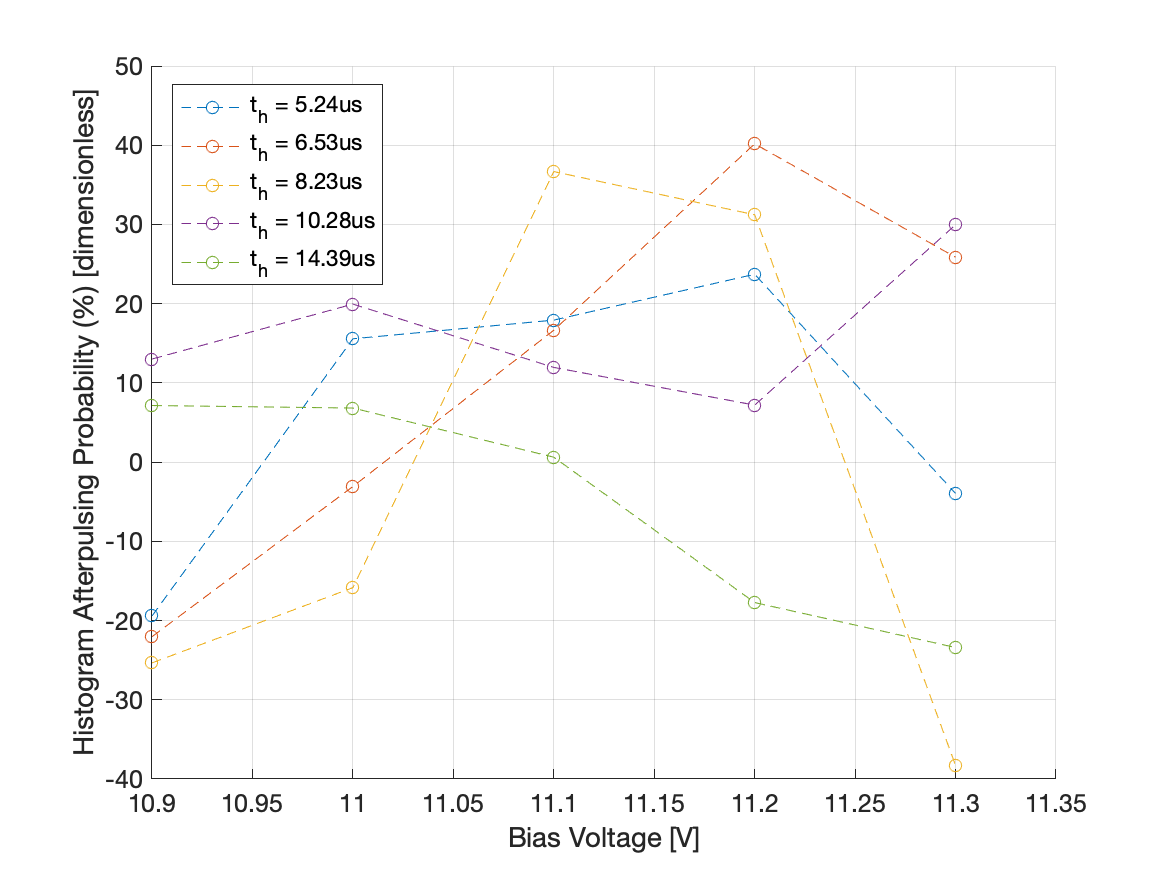 Histogram Afterpulsing Probability (%) [dimensionless]
50
40
30
20
10
0
-10
-20
-30
-40
t_h = 5.24us
t_h = 6.53us
t_h = 8.23us
t_h = 10.28us
t_h = 14.39us
10.9 10.95 11 11.05 11.1 11.15 11.2 11.25 11.3 11.35
Bias Voltage [V]